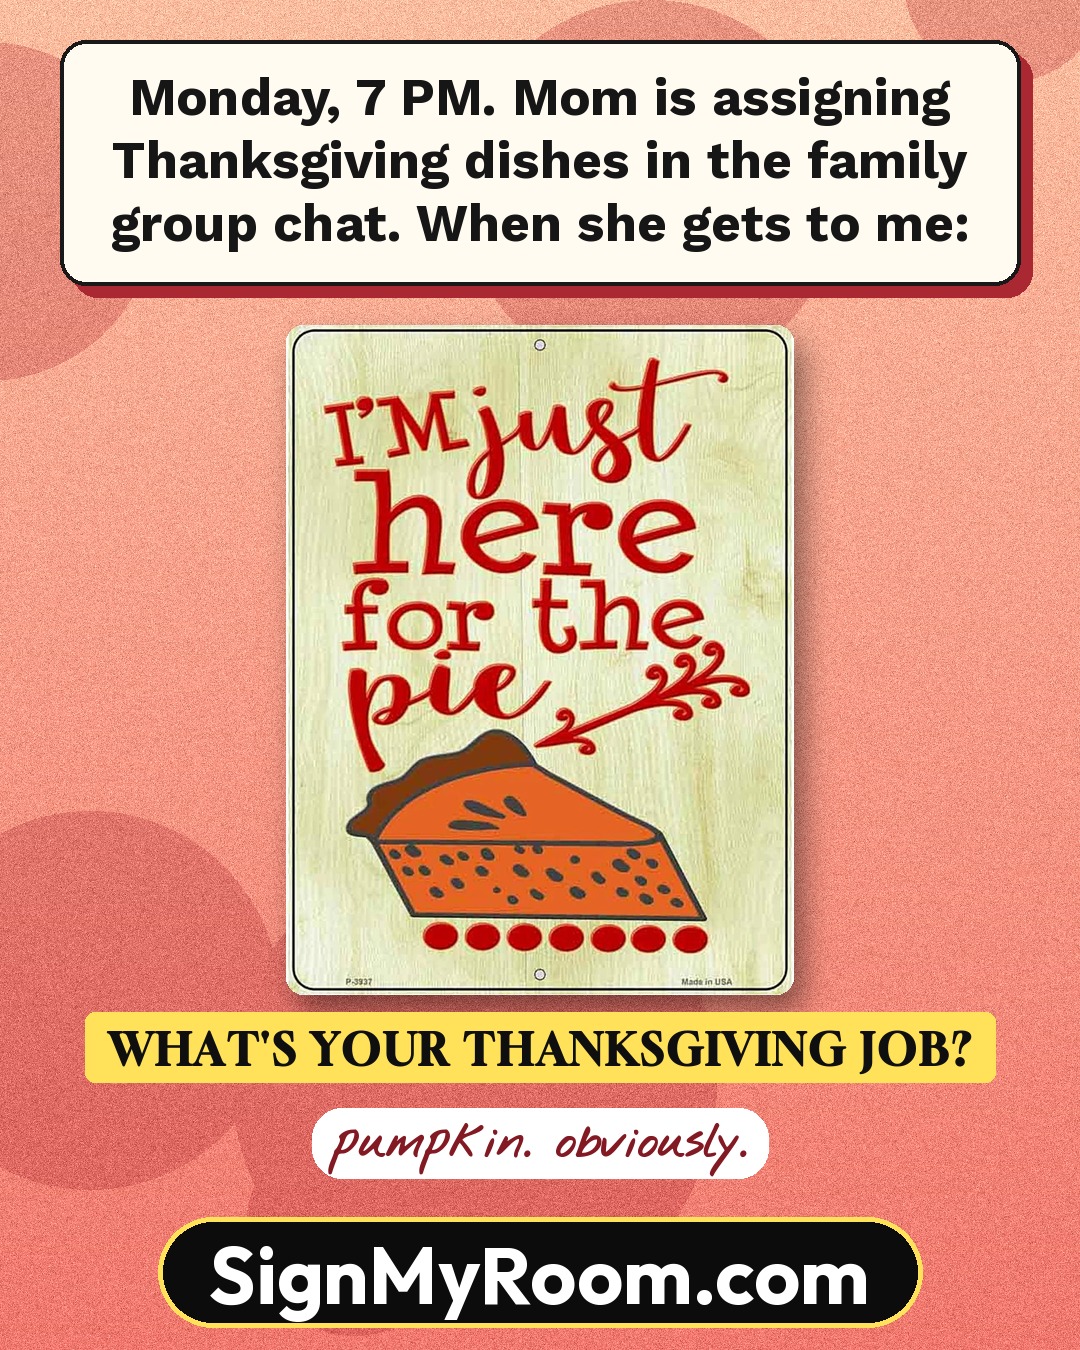 Monday, 7 PM. Mom is assigning
Thanksgiving dishes in the family
group chat. When she gets to me:
I'M just
here
for the
pie
P-3937
Made in USA
WHAT'S YOUR THANKSGIVING JOB?
pumpkin. obviously.
SignMyRoom.com